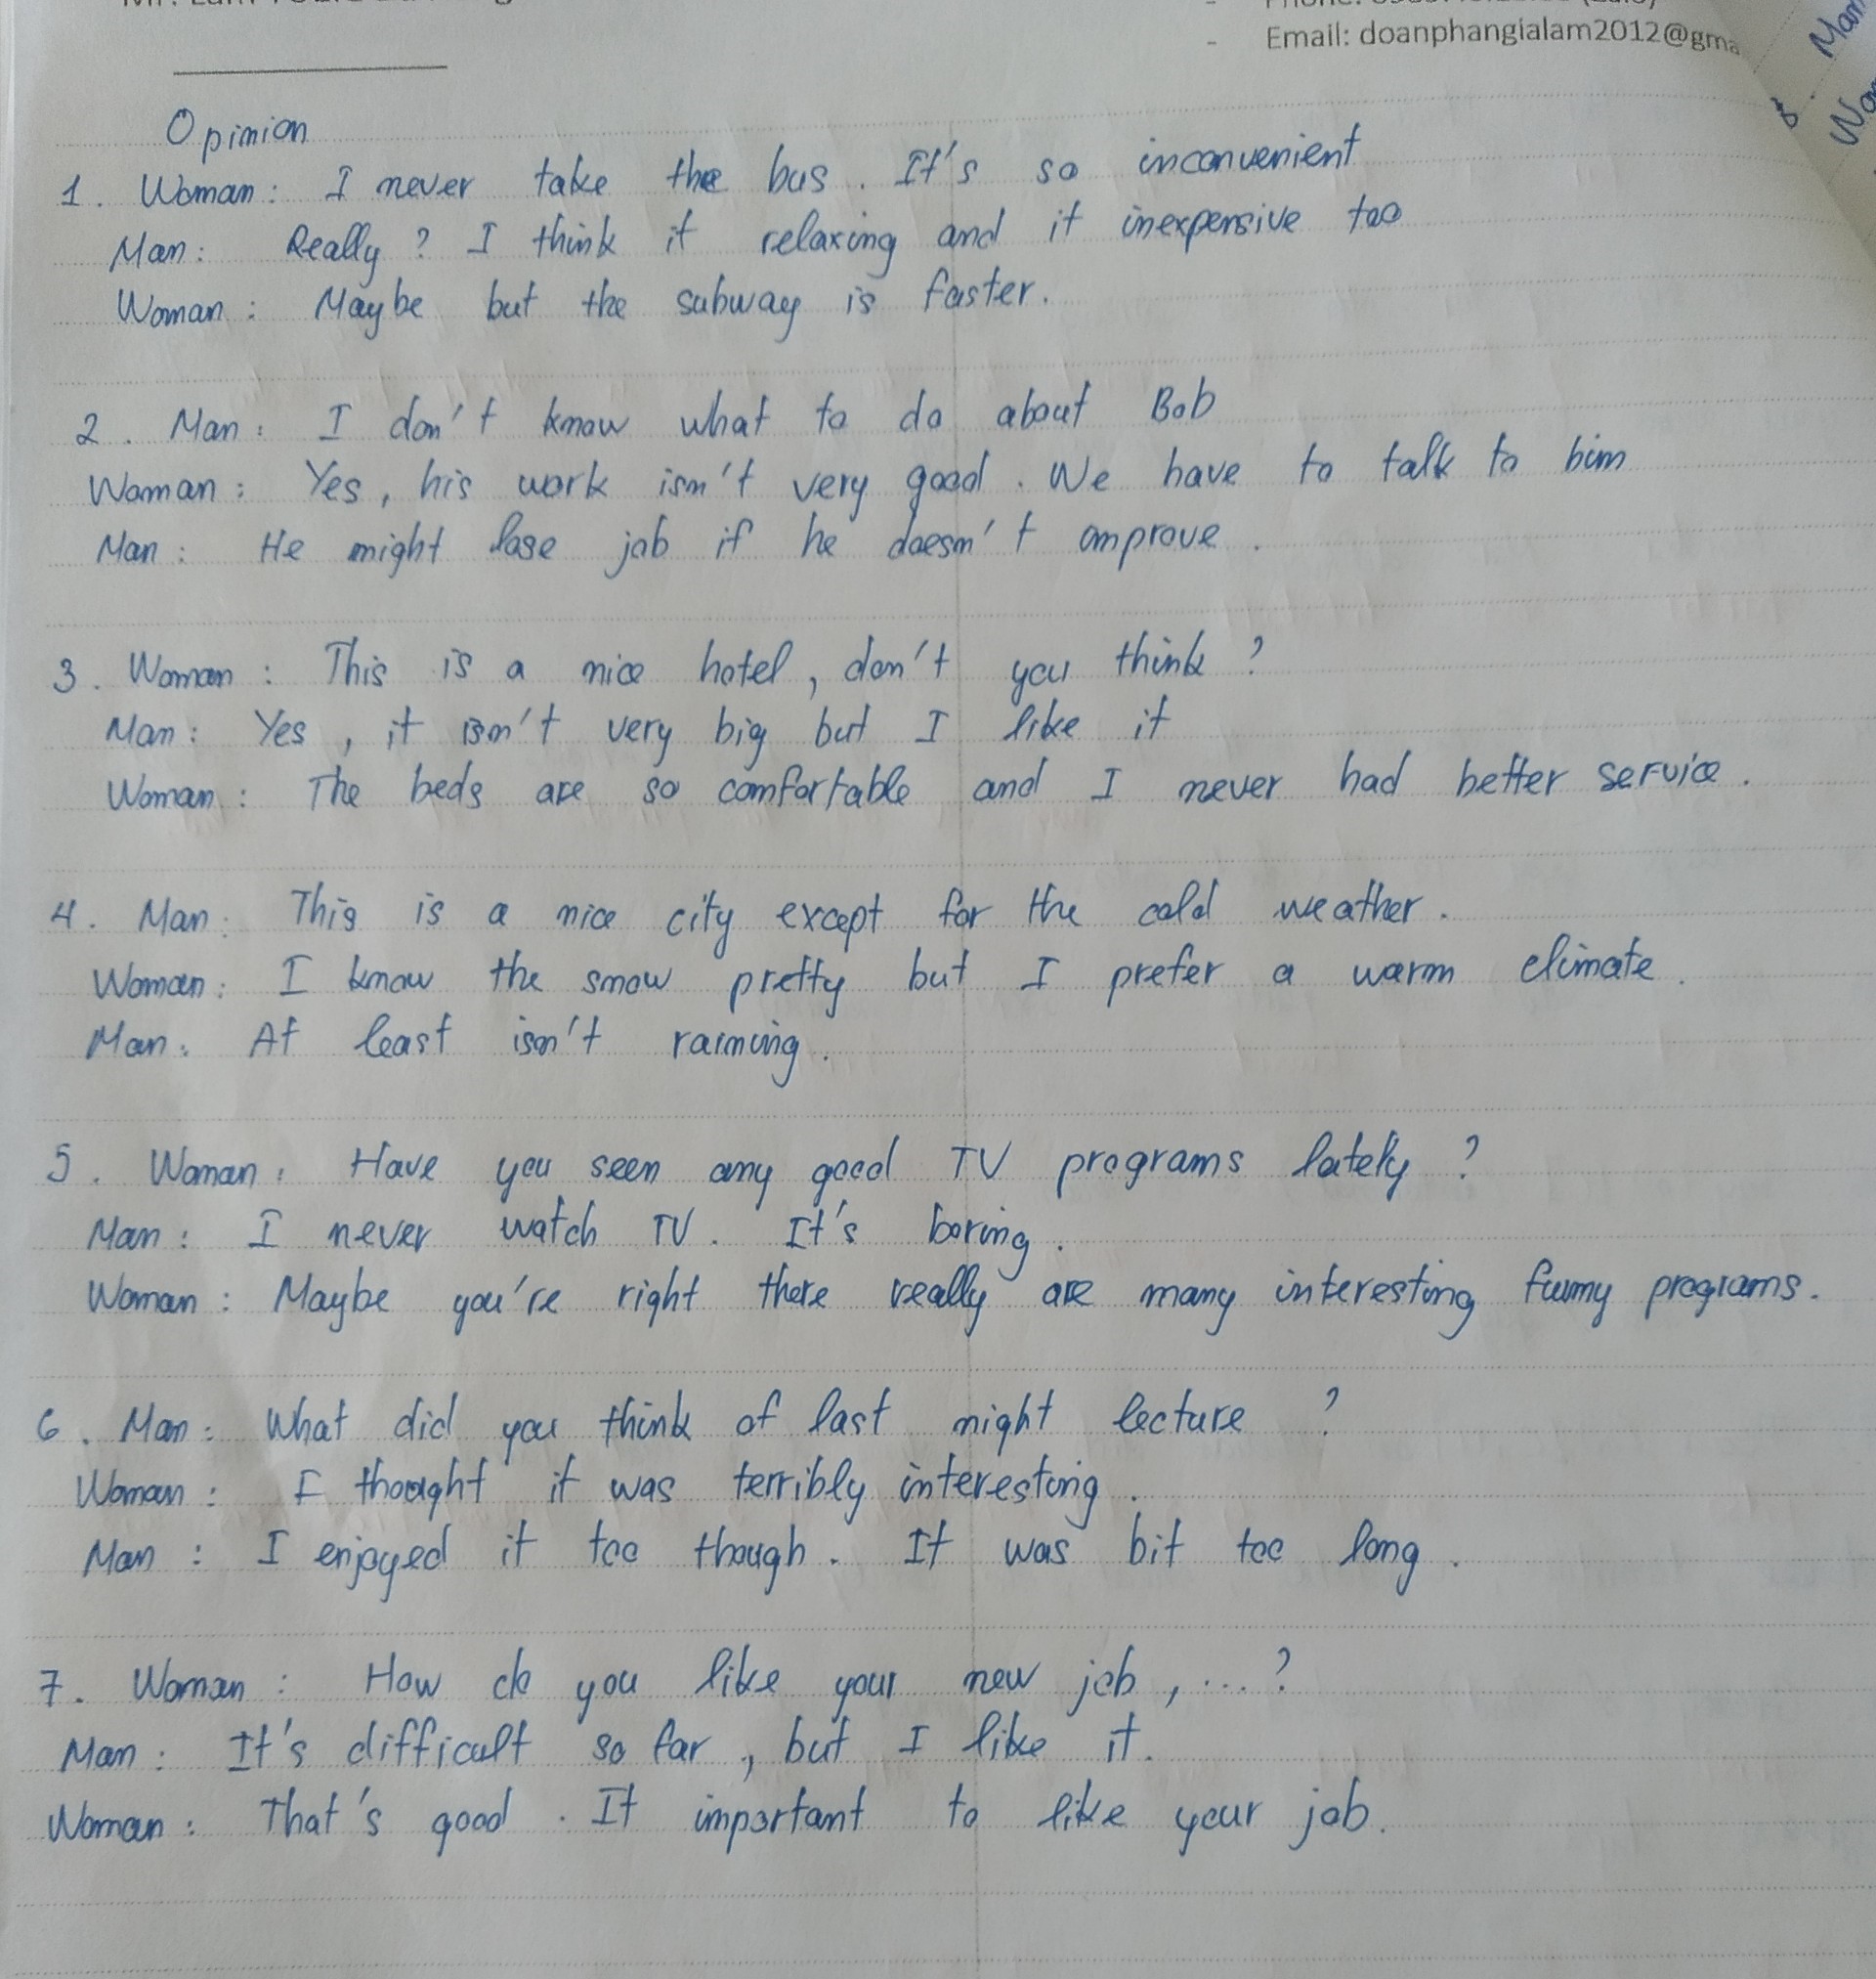 Email: doanphangialam2012@gma
Opinion
1. Woman: I never take the bus. It's so inconvenient
Man: Really? I think it relaxing and it inexpensive too
Woman: Maybe but the subway is faster.
2. Man: I don't know what to do about Bob
Woman: Yes, his work isn't very good. We have to talk to him
Man: He might lose job if he doesn't improve.
3. Woman: This is a nice hotel, don't you think?
Man: Yes, it isn't very big but I like it
Woman: The beds are so comfortable and I never had better service.
4. Man: This is a nice city except for the cold weather.
Woman: I know the snow pretty but I prefer a warm climate.
Man: At least isn't raining.
5. Woman: Have you seen any good TV programs lately?
Man: I never watch TV. It's boring.
Woman: Maybe you're right there really are many interesting funny programs.
6. Man: What did you think of last night lecture?
Woman: I thought it was terribly interesting.
Man: I enjoyed it too though. It was bit too long.
7. Woman: How do you like your new job, ...?
Man: It's difficult so far, but I like it.
Woman: That's good. It important to like your job.
8
Man